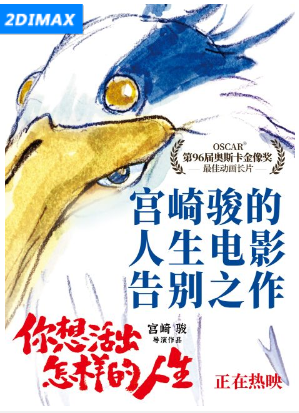 2DIMAX
OSCAR®
第96届奥斯卡金像奖
最佳动画长片
宫崎骏的
人生电影
告别之作
你想活出
怎样的人生
宫崎 骏
导演作品
正在热映